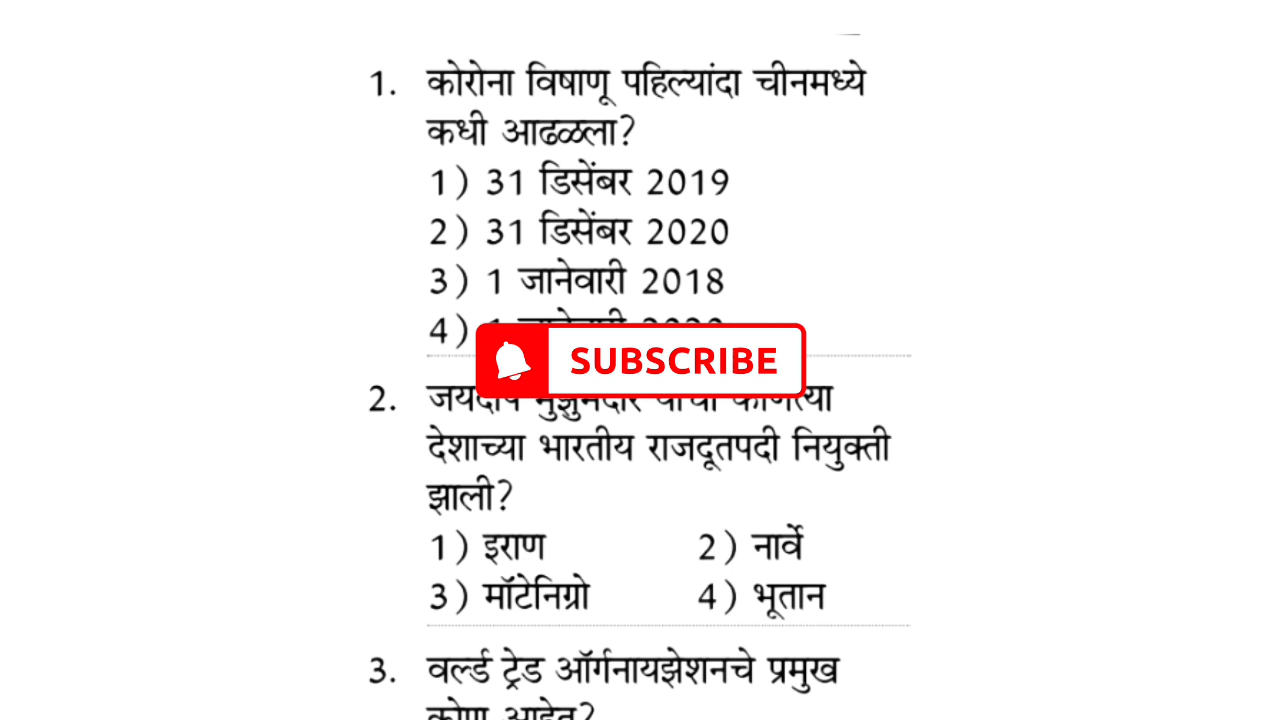 1. कोरोना विषाणू पहिल्यांदा चीनमध्ये
कधी आढळला?
1) 31 डिसेंबर 2019
2) 31 डिसेंबर 2020
3) 1 जानेवारी 2018
4)
SUBSCRIBE
2.
देशाच्या भारतीय राजदूतपदी नियुक्ती
झाली?
1) इराण 2) नार्वे
3) मॉटेनिग्रो 4) भूतान
3. वर्ल्ड ट्रेड ऑर्गनायझेशनचे प्रमुख